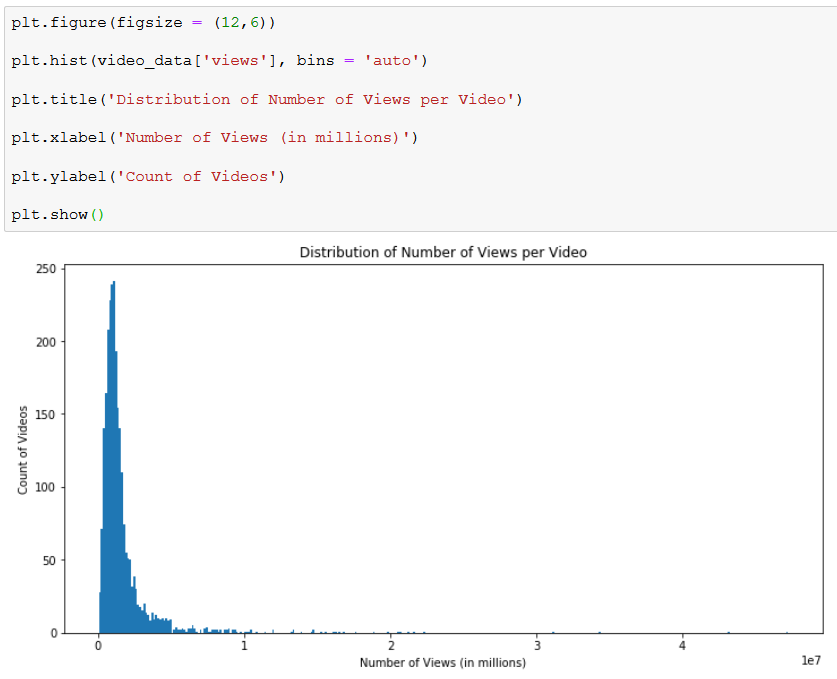 plt.figure(figsize = (12,6))
plt.hist(video_data['views'], bins = 'auto')
plt.title('Distribution of Number of Views per Video')
plt.xlabel('Number of Views (in millions)')
plt.ylabel('Count of Videos')
plt.show()
Distribution of Number of Views per Video
250
200
150
100
50
0
Count of Videos
0 1 2 3 4
1e7
Number of Views (in millions)